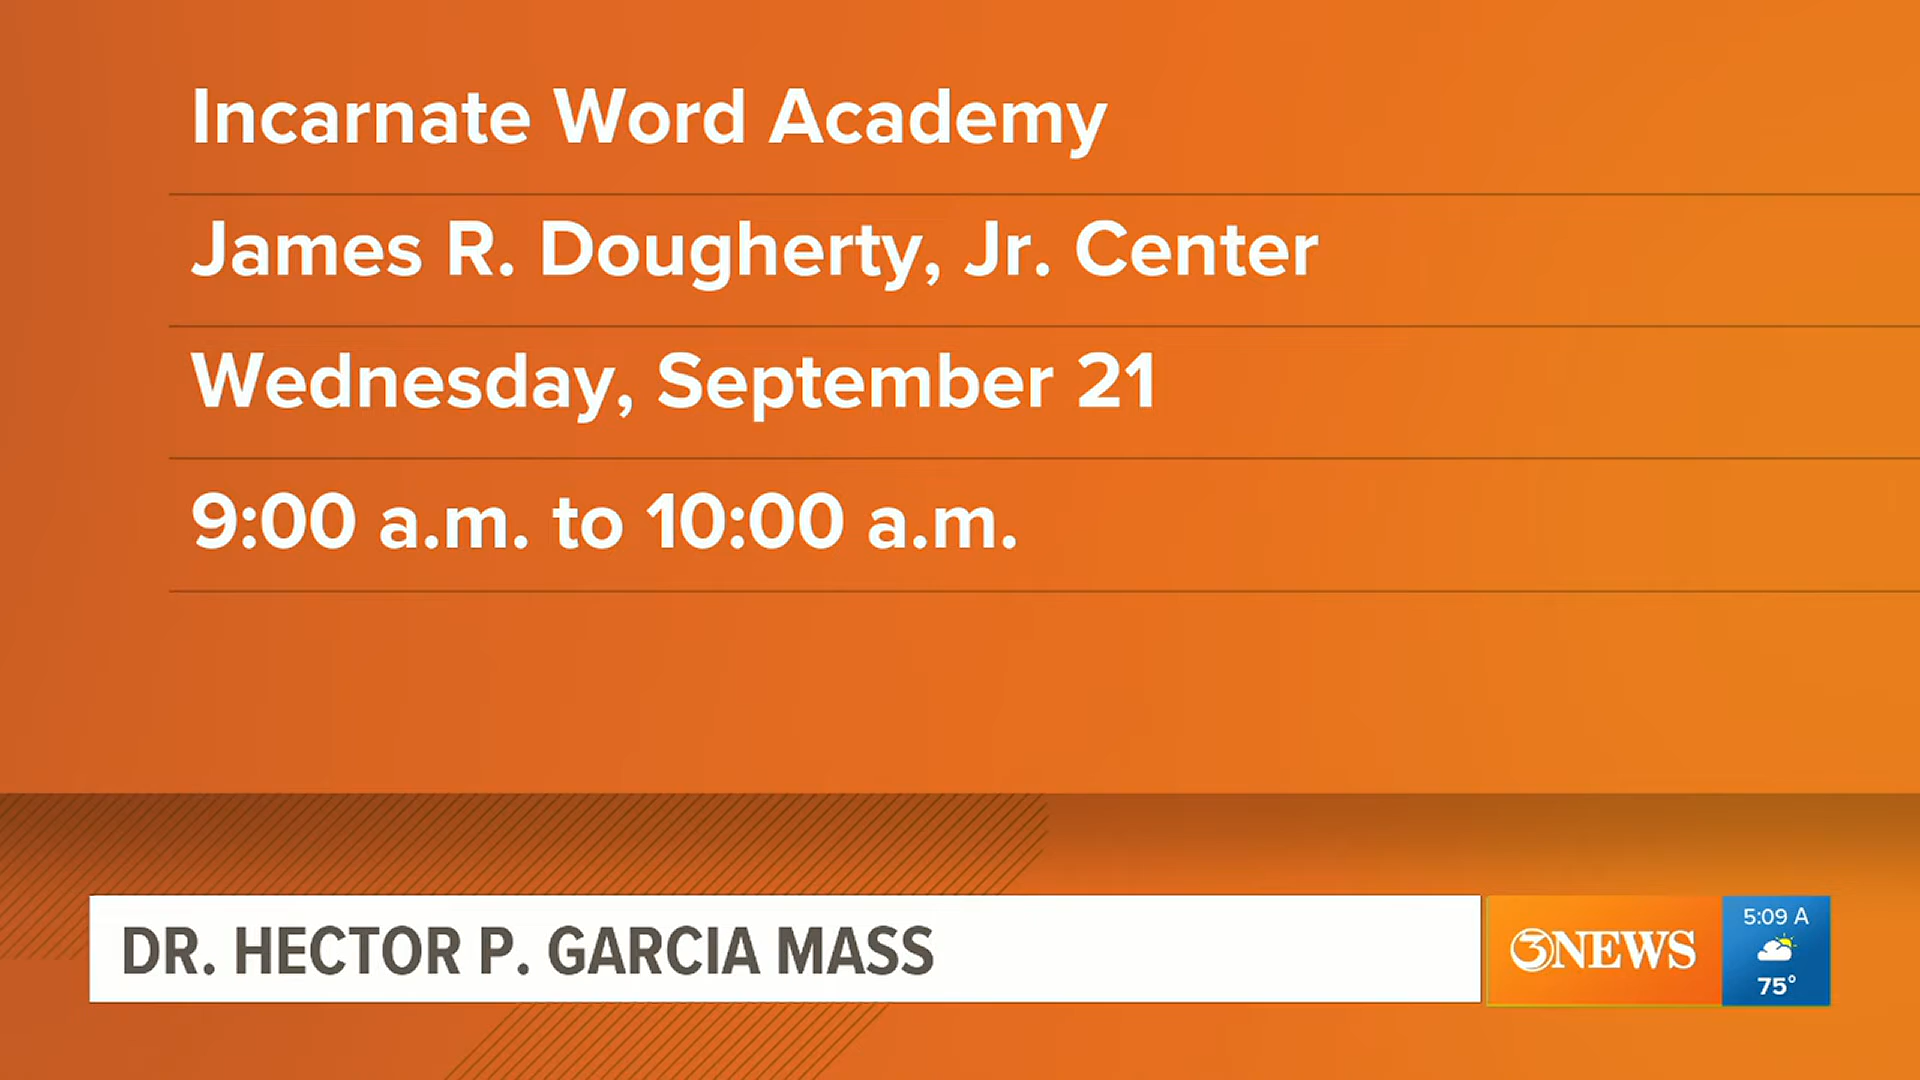 Incarnate Word Academy
James R. Dougherty, Jr. Center
Wednesday, September 21
9:00 a.m. to 10:00 a.m.
DR. HECTOR P. GARCIA MASS
3NEWS
5:09 A
75°